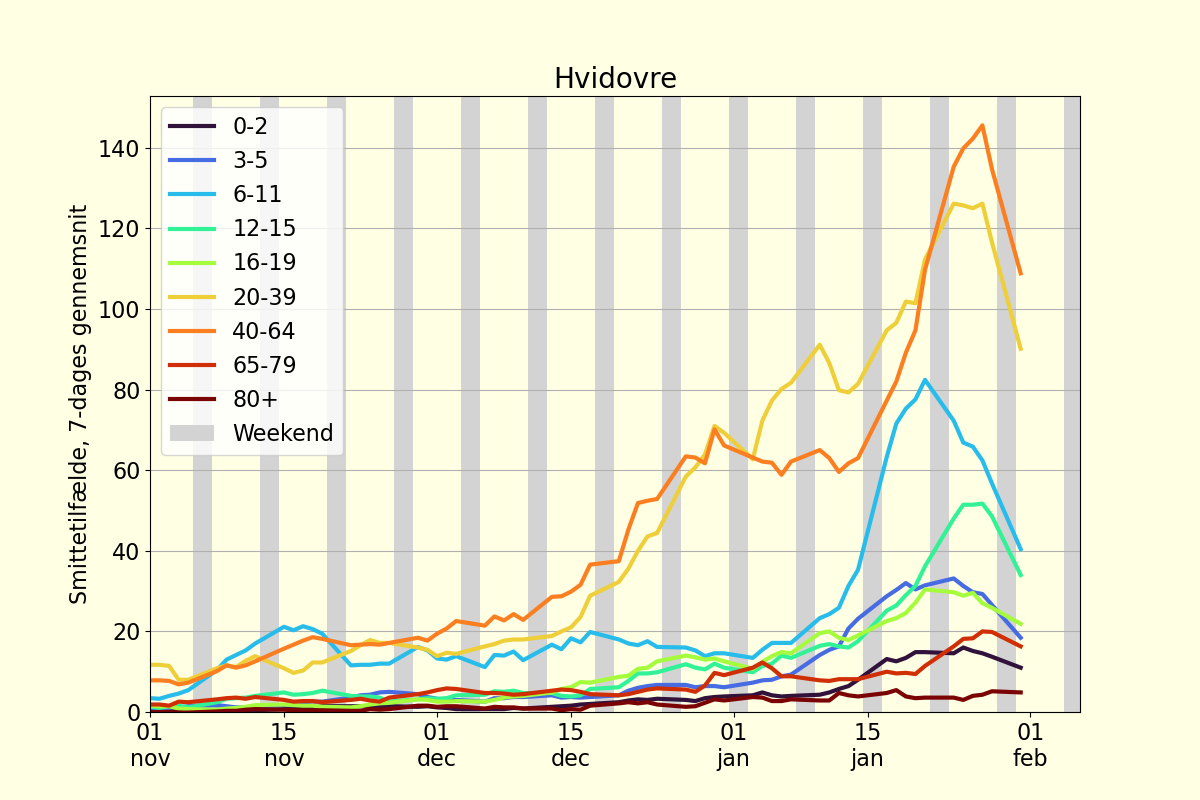 Hvidovre
Smittetilfælde, 7-dages gennemsnit
140
120
100
80
60
40
20
0
0-2
3-5
6-11
12-15
16-19
20-39
40-64
65-79
80+
Weekend
01 nov
15 nov
01 dec
15 dec
01 jan
15 jan
01 feb